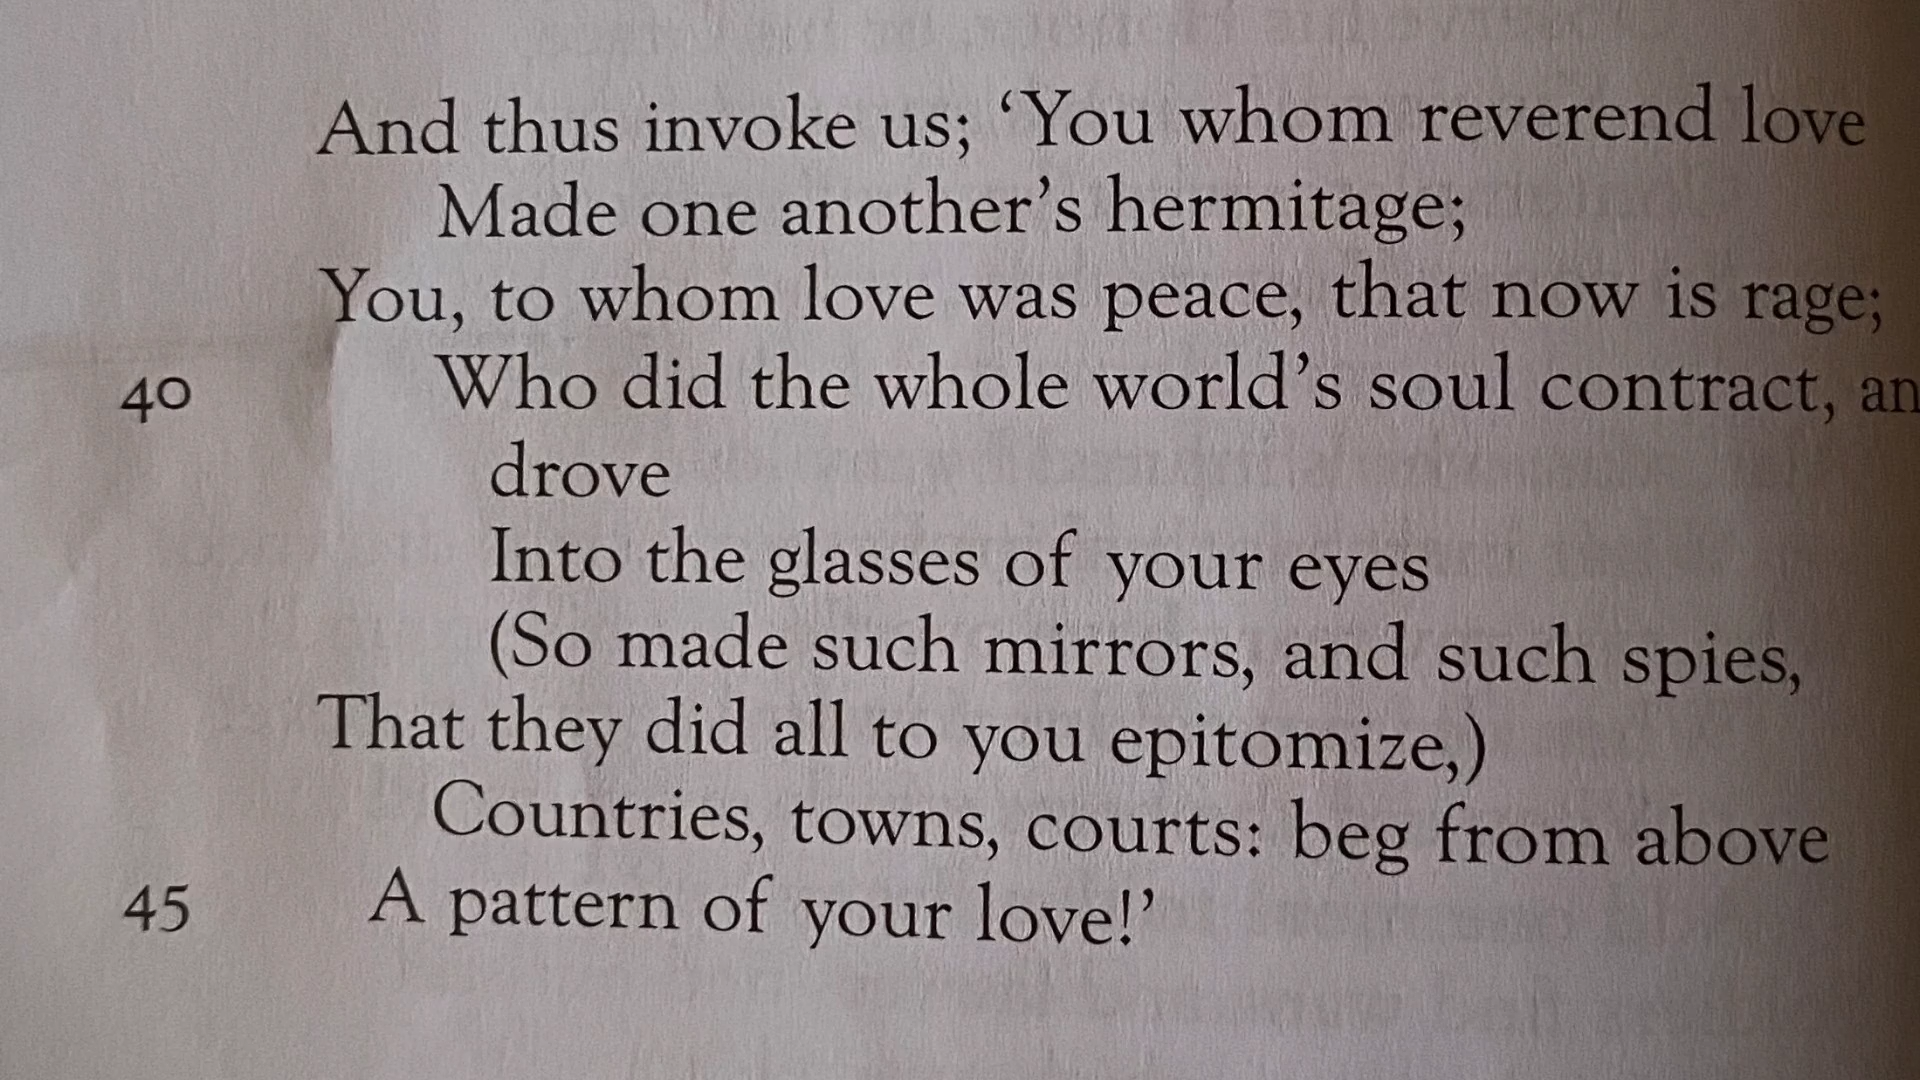 And thus invoke us; ‘You whom reverend love
Made one another’s hermitage;
You, to whom love was peace, that now is rage;
40 Who did the whole world’s soul contract, an
drove
Into the glasses of your eyes
(So made such mirrors, and such spies,
That they did all to you epitomize,)
Countries, towns, courts: beg from above
45 A pattern of your love!’